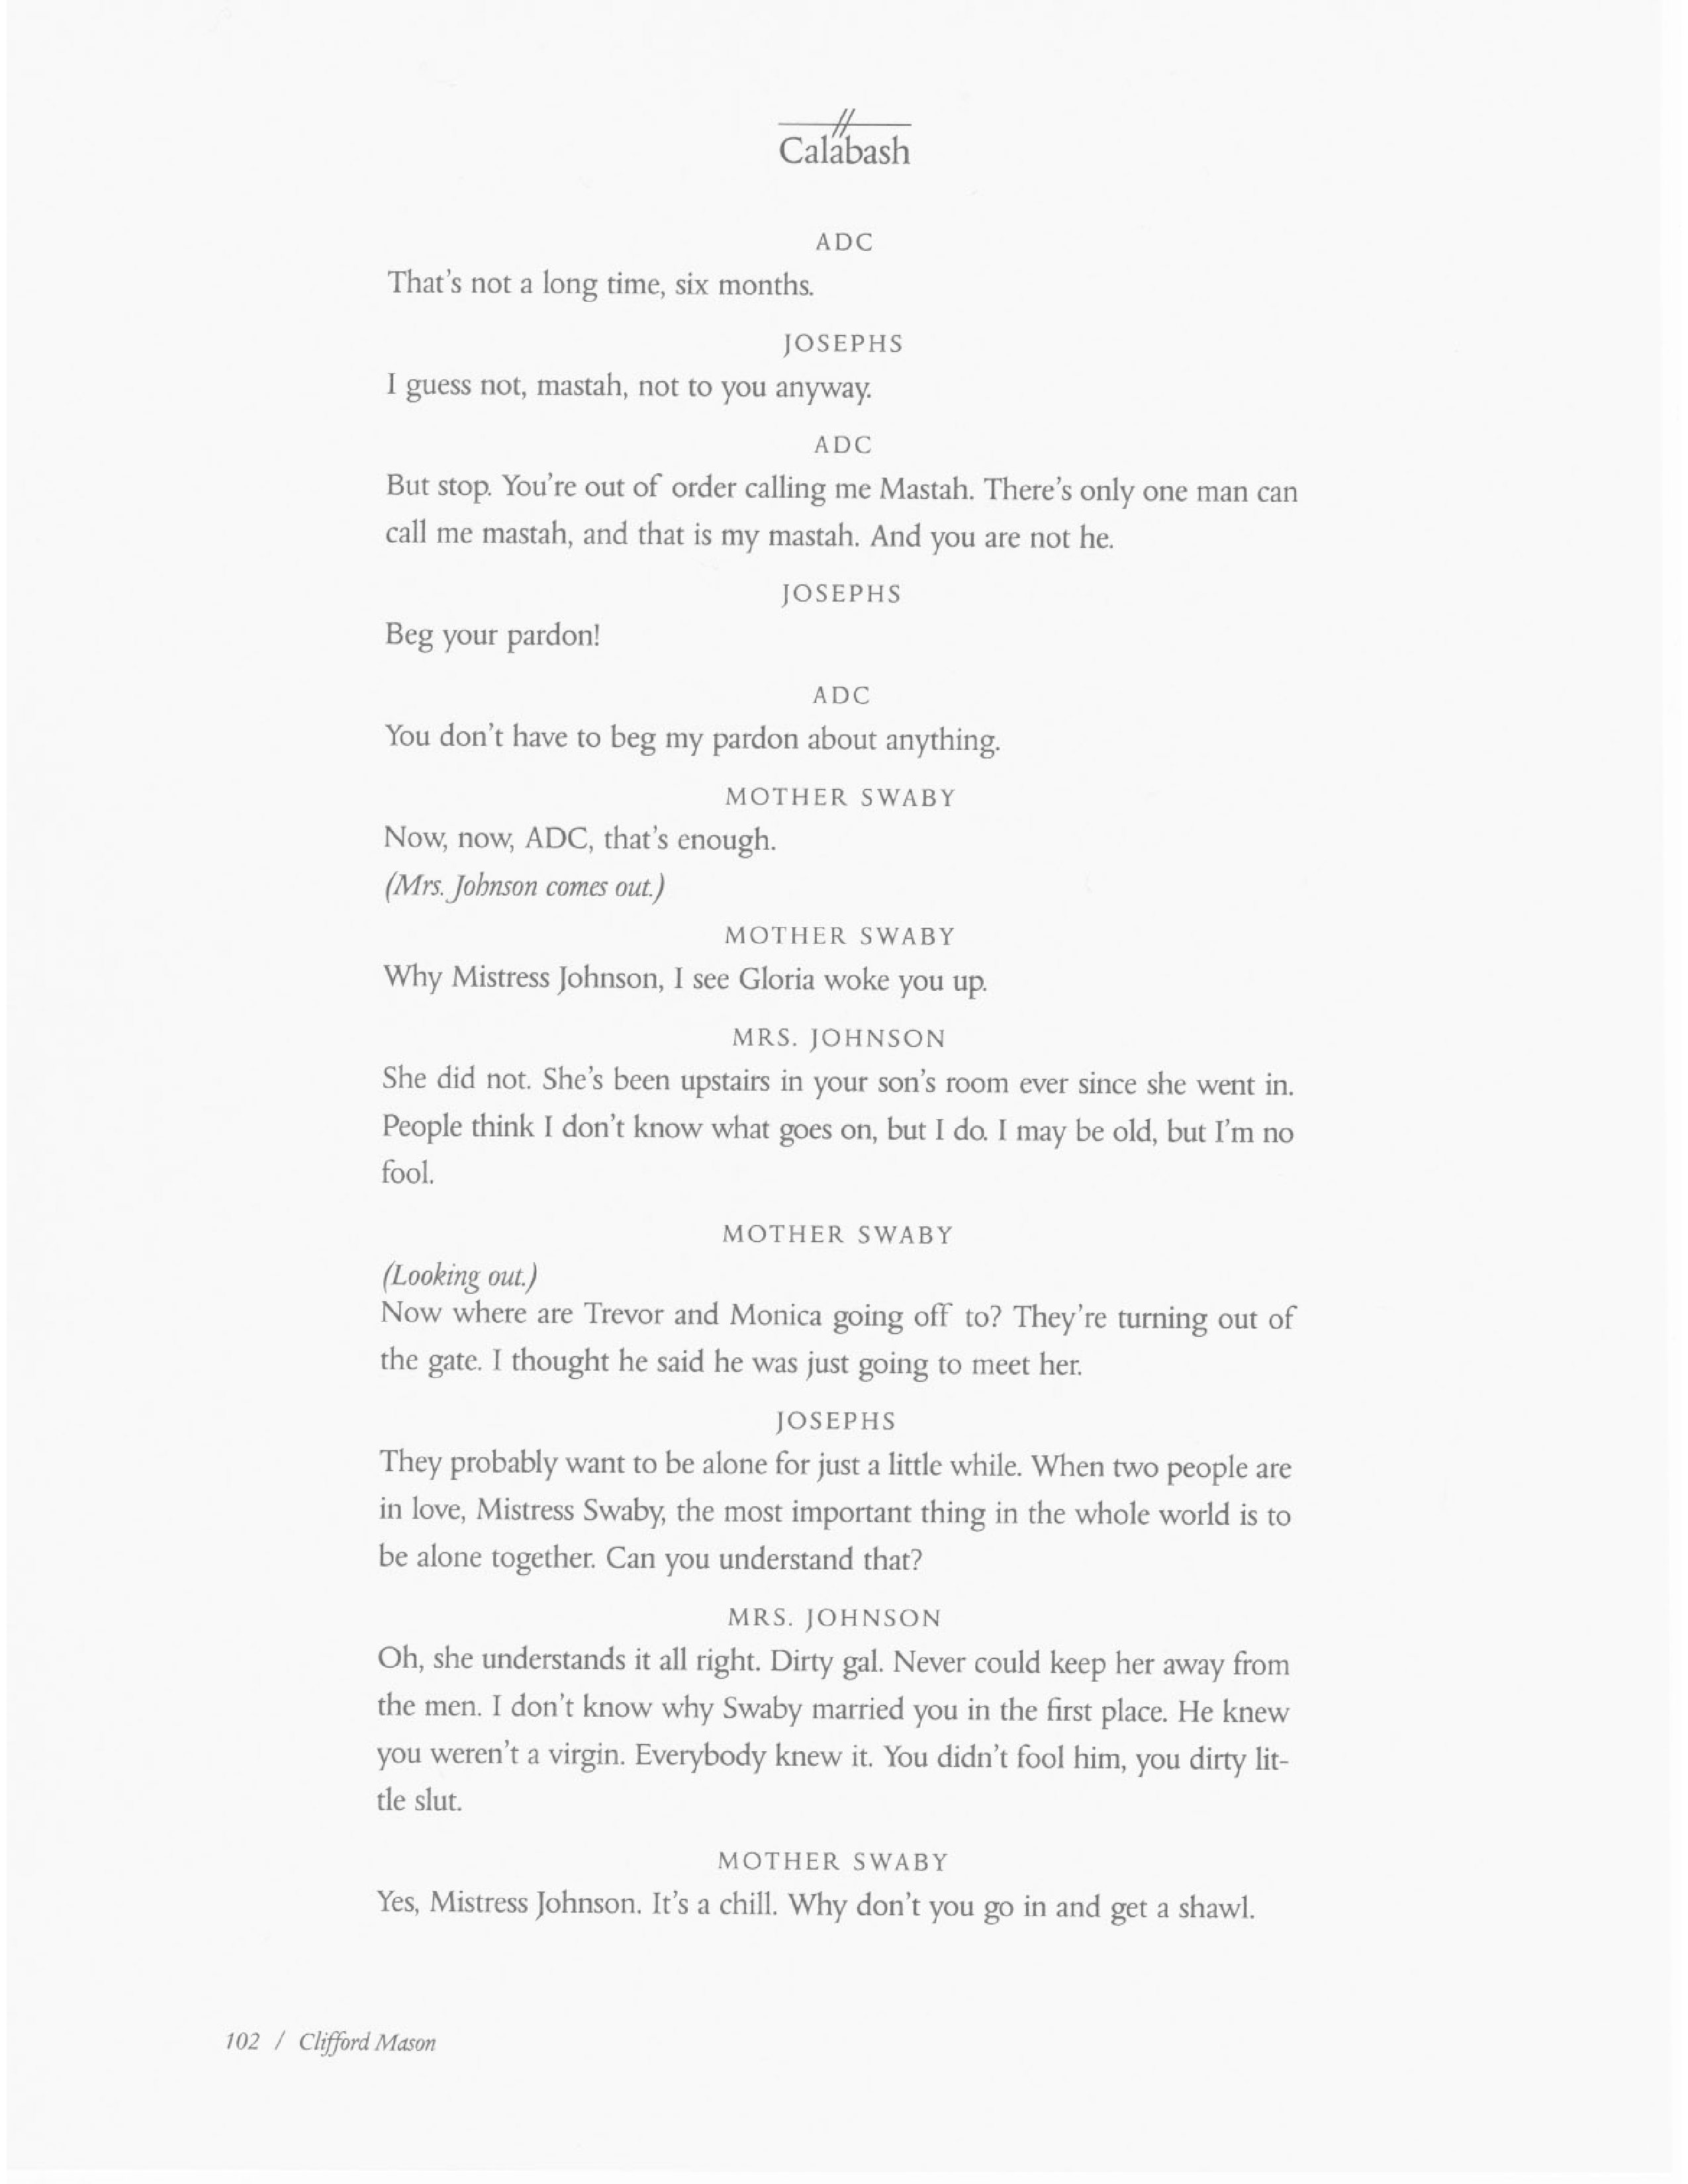 Calabash
ADC
That's not a long time, six months.
JOSEPHS
I guess not, mastah, not to you anyway.
ADC
But stop. You're out of order calling me Mastah. There's only one man can
call me mastah, and that is my mastah. And you are not he.
JOSEPHS
Beg your pardon!
ADC
You don't have to beg my pardon about anything.
MOTHER SWABY
Now, now, ADC, that's enough.
(Mrs. Johnson comes out.)
MOTHER SWABY
Why Mistress Johnson, I see Gloria woke you up.
MRS. JOHNSON
She did not. She's been upstairs in your son's room ever since she went in.
People think I don't know what goes on, but I do. I may be old, but I'm no
fool.
MOTHER SWABY
(Looking out.)
Now where are Trevor and Monica going off to? They're turning out of
the gate. I thought he said he was just going to meet her.
JOSEPHS
They probably want to be alone for just a little while. When two people are
in love, Mistress Swaby, the most important thing in the whole world is to
be alone together. Can you understand that?
MRS. JOHNSON
Oh, she understands it all right. Dirty gal. Never could keep her away from
the men. I don't know why Swaby married you in the first place. He knew
you weren't a virgin. Everybody knew it. You didn't fool him, you dirty lit-
tle slut.
MOTHER SWABY
Yes, Mistress Johnson. It's a chill. Why don't you go in and get a shawl.
102 / Clifford Mason